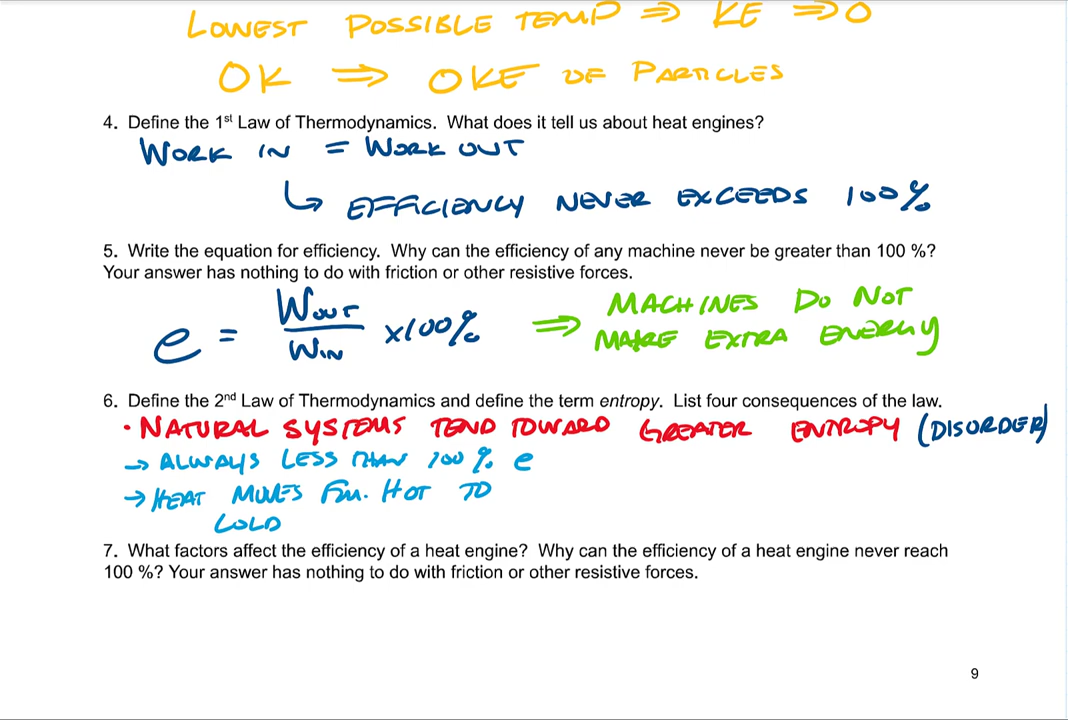 LOWEST POSSIBLE TEMP ⇒ KE ⇒ 0
0K ⇒ 0 KE OF PARTICLES
4. Define the 1st Law of Thermodynamics. What does it tell us about heat engines?
WORK IN = WORK OUT
↳ EFFICIENCY NEVER EXCEEDS 100%
5. Write the equation for efficiency. Why can the efficiency of any machine never be greater than 100 %?
Your answer has nothing to do with friction or other resistive forces.
e = WOUT / WIN x100% ⇒ MACHINES DO NOT
MAKE EXTRA ENERGY
6. Define the 2nd Law of Thermodynamics and define the term entropy. List four consequences of the law.
• NATURAL SYSTEMS TEND TOWARD GREATER ENTROPY (DISORDER)
→ ALWAYS LESS THAN 100 % e
→ HEAT MOVES FM. HOT TO
COLD
7. What factors affect the efficiency of a heat engine? Why can the efficiency of a heat engine never reach
100 %? Your answer has nothing to do with friction or other resistive forces.
9